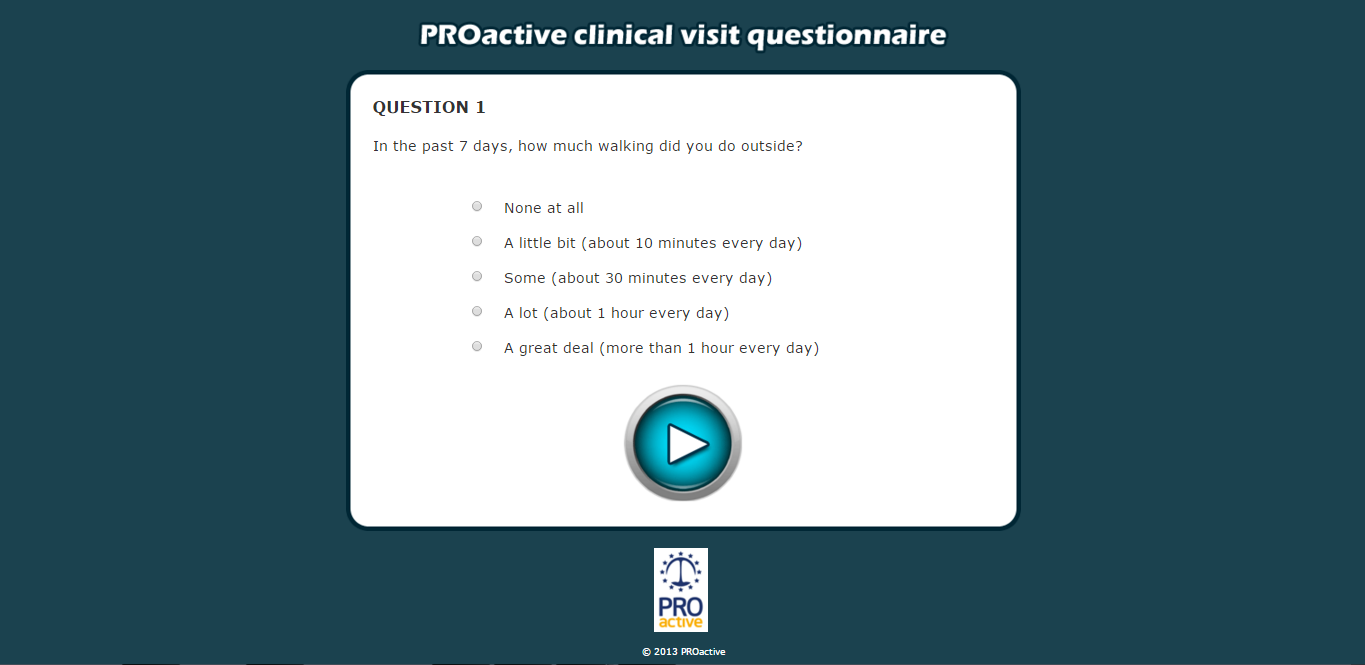 PROactive clinical visit questionnaire
QUESTION 1
In the past 7 days, how much walking did you do outside?
None at all
A little bit (about 10 minutes every day)
Some (about 30 minutes every day)
A lot (about 1 hour every day)
A great deal (more than 1 hour every day)
PRO
active
© 2013 PROactive